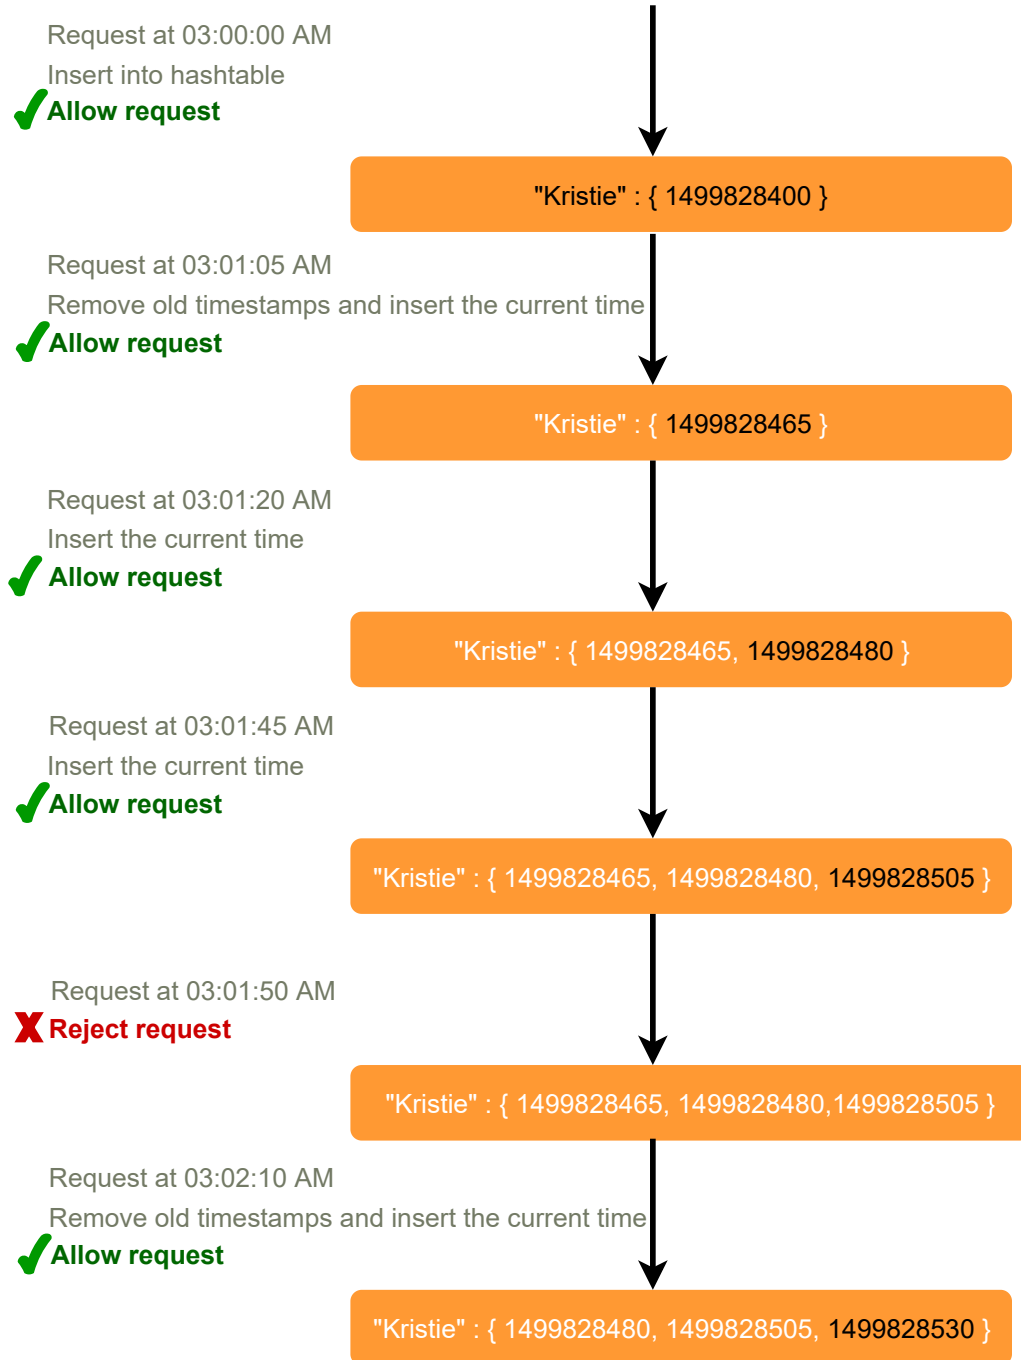 Request at 03:00:00 AM
Insert into hashtable
Allow request
"Kristie" : { 1499828400 }
Request at 03:01:05 AM
Remove old timestamps and insert the current time
Allow request
"Kristie" : { 1499828465 }
Request at 03:01:20 AM
Insert the current time
Allow request
"Kristie" : { 1499828465, 1499828480 }
Request at 03:01:45 AM
Insert the current time
Allow request
"Kristie" : { 1499828465, 1499828480, 1499828505 }
Request at 03:01:50 AM
Reject request
"Kristie" : { 1499828465, 1499828480,1499828505 }
Request at 03:02:10 AM
Remove old timestamps and insert the current time
Allow request
"Kristie" : { 1499828480, 1499828505, 1499828530 }